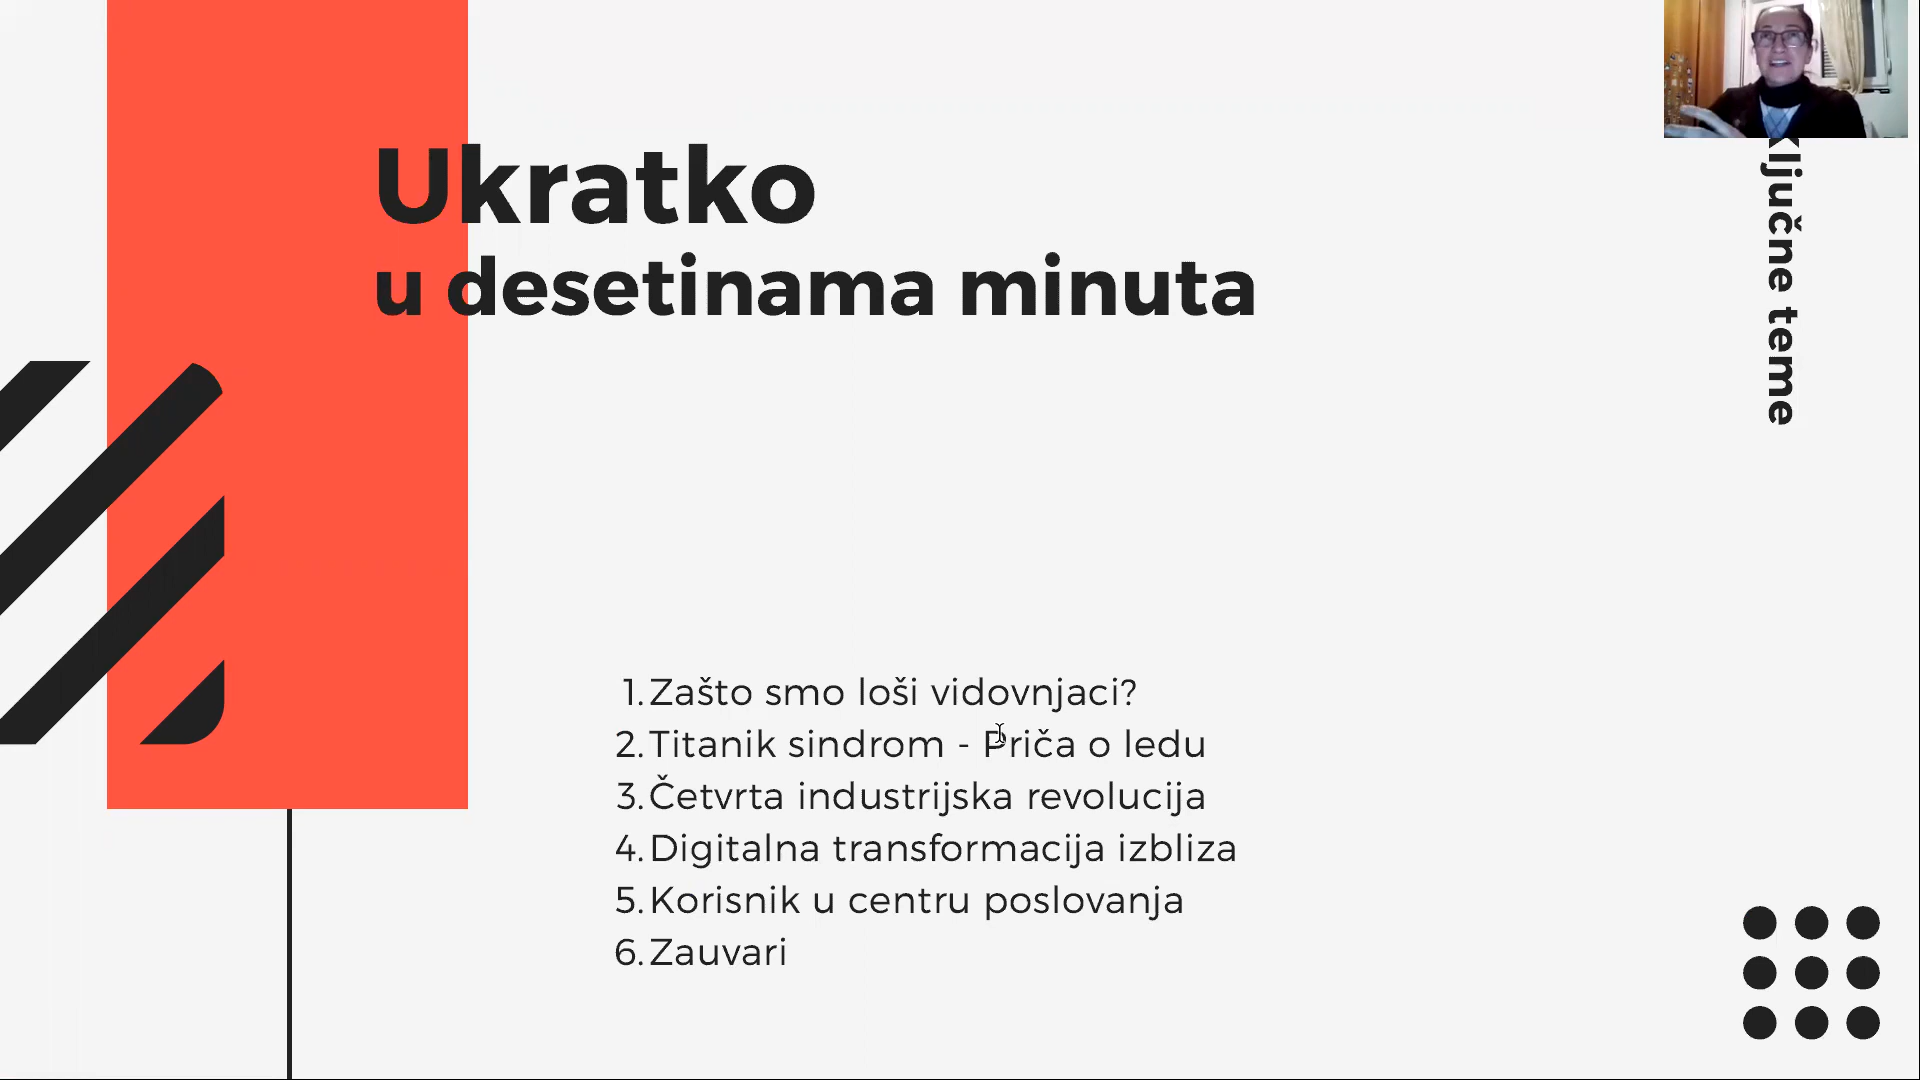 Ukratko
u desetinama minuta
Ključne teme
1. Zašto smo loši vidovnjaci?
2. Titanik sindrom - Priča o ledu
3. Četvrta industrijska revolucija
4. Digitalna transformacija izbliza
5. Korisnik u centru poslovanja
6. Zauvari